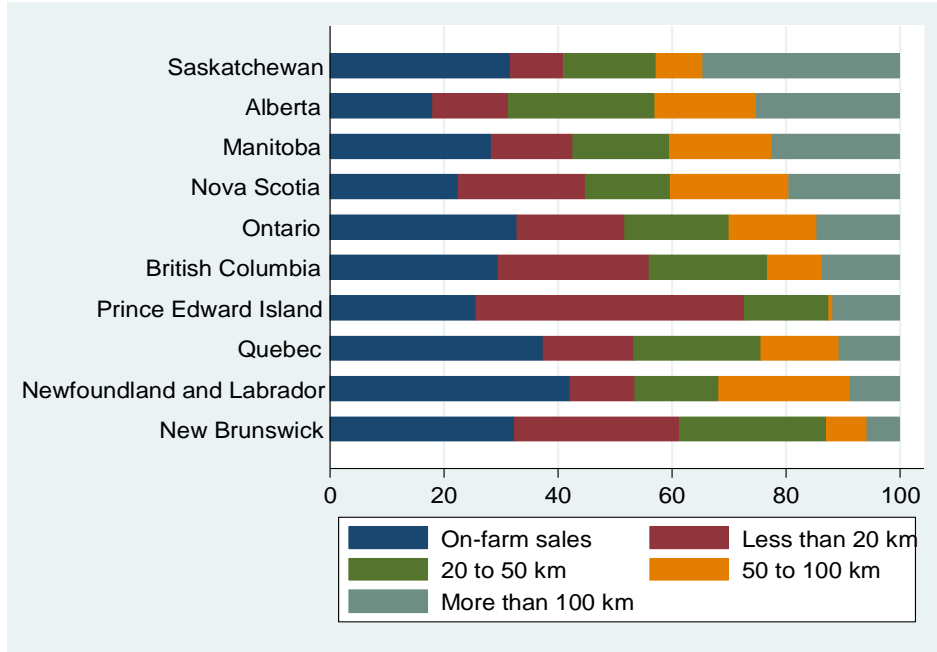 Saskatchewan
Alberta
Manitoba
Nova Scotia
Ontario
British Columbia
Prince Edward Island
Quebec
Newfoundland and Labrador
New Brunswick
0 20 40 60 80 100
On-farm sales Less than 20 km
20 to 50 km 50 to 100 km
More than 100 km